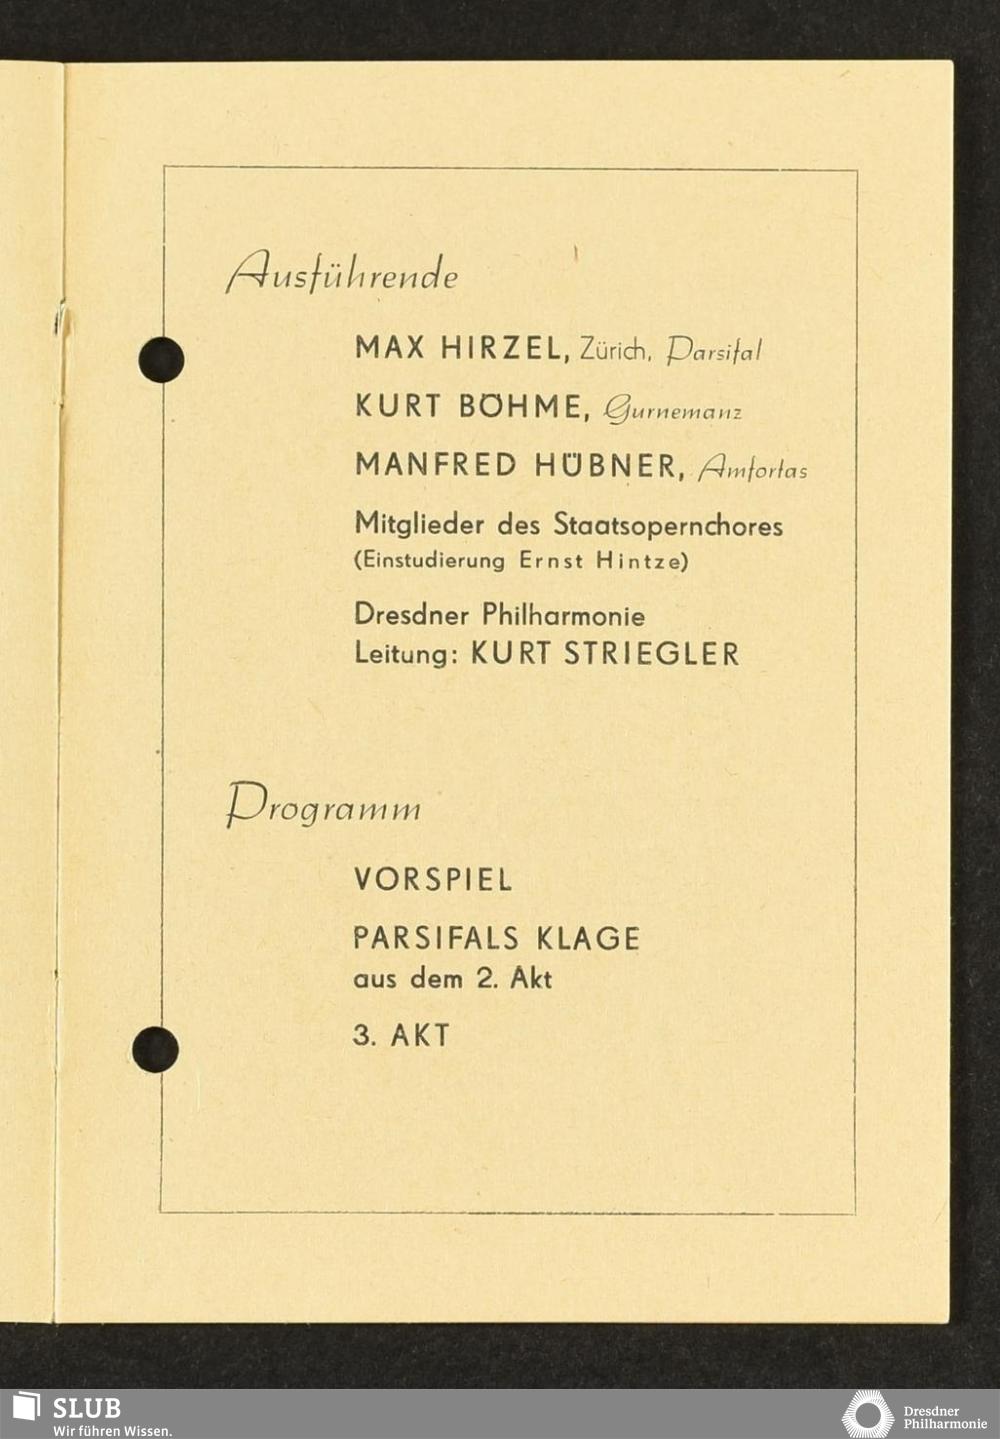 Ausführende
MAX HIRZEL, Zürich, Parsifal
KURT BÖHME, Gurnemanz
MANFRED HÜBNER, Amfortas
Mitglieder des Staatsopernchores
(Einstudierung Ernst Hintze)
Dresdner Philharmonie
Leitung: KURT STRIEGLER
Programm
VORSPIEL
PARSIFALS KLAGE
aus dem 2. Akt
3. AKT
SLUB
Wir führen Wissen.
Dresdner
Philharmonie